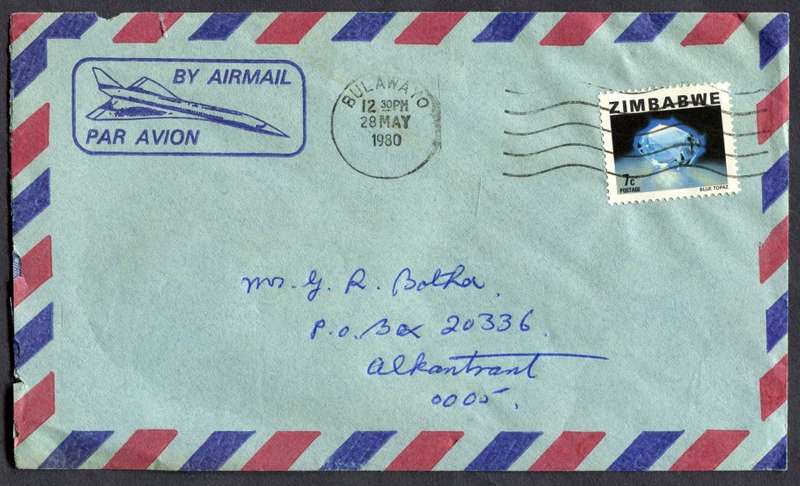 BY AIRMAIL
PAR AVION
BULAWAYO
12 30PM
28 MAY
1980
ZIMBABWE
7c
POSTAGE
BLUE TOPAZ
Mr. G. R. Botha.
P.O. Box 20336.
Alkantrant
0005.